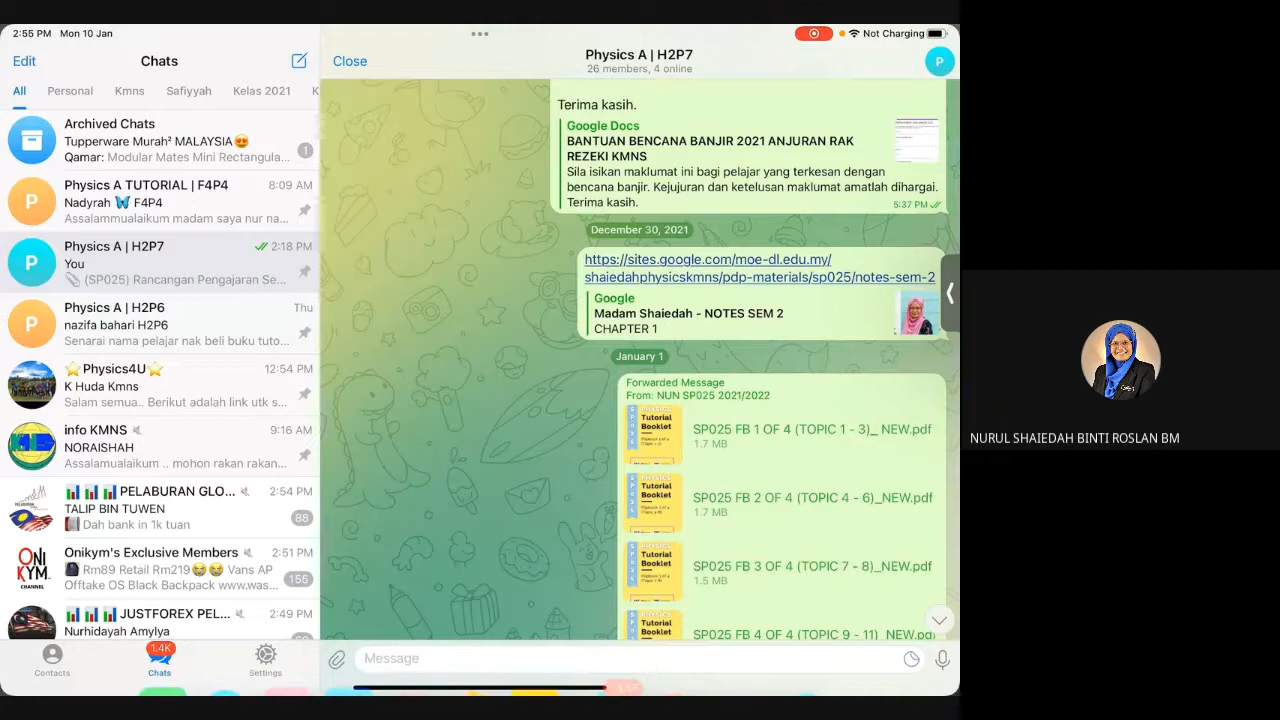 2:55 PM Mon 10 Jan
Not Charging
Edit
Chats
All Personal Kmns Safiyyah Kelas 2021 K
Archived Chats
Tupperware Murah² MALAYSIA😍
Qamar: Modular Mates Mini Rectangula...
1
Physics A TUTORIAL | F4P4
8:09 AM
Nadyrah 🦋 F4P4
Assalammualaikum madam saya nur na...
P
Physics A | H2P7
2:18 PM
You
📎 (SP025) Rancangan Pengajaran Se...
P
Physics A | H2P6
Thu
nazifa bahari H2P6
Senarai nama pelajar nak beli buku tuto...
P
⭐Physics4U⭐
12:54 PM
K Huda Kmns
Salam semua.. Berikut adalah link utk s...
info KMNS
9:16 AM
NORAISHAH
Assalamualaikum .. mohon rakan rakan...
📊📊📊 PELABURAN GLO...
2:54 PM
TALIP BIN TUWEN
Dah bank in 1k tuan
88
Onikym's Exclusive Members
2:51 PM
Rm89 Retail Rm219😭😭 Vans AP
Offtake OS Black Backpack www.was...
155
ONI
KYM
CHANNEL
📊📊📊 JUSTFOREX PEL...
2:49 PM
Nurhidayah Amylya
1.4K
Contacts
Chats
Settings
Close
Physics A | H2P7
26 members, 4 online
P
Terima kasih.
Google Docs
BANTUAN BENCANA BANJIR 2021 ANJURAN RAK
REZEKI KMNS
Sila isikan maklumat ini bagi pelajar yang terkesan dengan
bencana banjir. Kejujuran dan ketelusan maklumat amatlah dihargai.
Terima kasih.
5:37 PM
December 30, 2021
https://sites.google.com/moe-dl.edu.my/
shaiedahphysicskmns/pdp-materials/sp025/notes-sem-2
Google
Madam Shaiedah - NOTES SEM 2
CHAPTER 1
January 1
Forwarded Message
From: NUN SP025 2021/2022
Tutorial
Booklet
SP025 FB 1 OF 4 (TOPIC 1 - 3)_ NEW.pdf
1.7 MB
Tutorial
Booklet
SP025 FB 2 OF 4 (TOPIC 4 - 6)_NEW.pdf
1.7 MB
Tutorial
Booklet
SP025 FB 3 OF 4 (TOPIC 7 - 8)_NEW.pdf
1.5 MB
Tutorial
Booklet
SP025 FB 4 OF 4 (TOPIC 9 - 11)_NEW.pdf
Message
NURUL SHAIEDAH BINTI ROSLAN BM